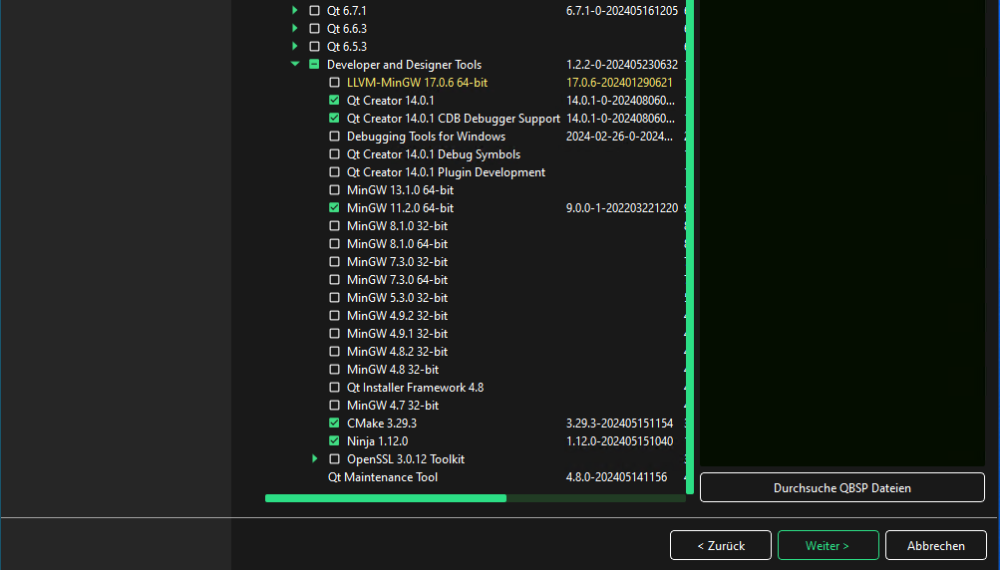 Qt 6.7.1 6.7.1-0-202405161205
Qt 6.6.3
Qt 6.5.3
Developer and Designer Tools 1.2.2-0-202405230632
LLVM-MinGW 17.0.6 64-bit 17.0.6-202401290621
Qt Creator 14.0.1 14.0.1-0-202408060...
Qt Creator 14.0.1 CDB Debugger Support 14.0.1-0-202408060...
Debugging Tools for Windows 2024-02-26-0-2024...
Qt Creator 14.0.1 Debug Symbols
Qt Creator 14.0.1 Plugin Development
MinGW 13.1.0 64-bit
MinGW 11.2.0 64-bit 9.0.0-1-202203221220
MinGW 8.1.0 32-bit
MinGW 8.1.0 64-bit
MinGW 7.3.0 32-bit
MinGW 7.3.0 64-bit
MinGW 5.3.0 32-bit
MinGW 4.9.2 32-bit
MinGW 4.9.1 32-bit
MinGW 4.8.2 32-bit
MinGW 4.8 32-bit
Qt Installer Framework 4.8
MinGW 4.7 32-bit
CMake 3.29.3 3.29.3-202405151154
Ninja 1.12.0 1.12.0-202405151040
OpenSSL 3.0.12 Toolkit
Qt Maintenance Tool 4.8.0-202405141156
Durchsuche QBSP Dateien
< Zurück Weiter > Abbrechen